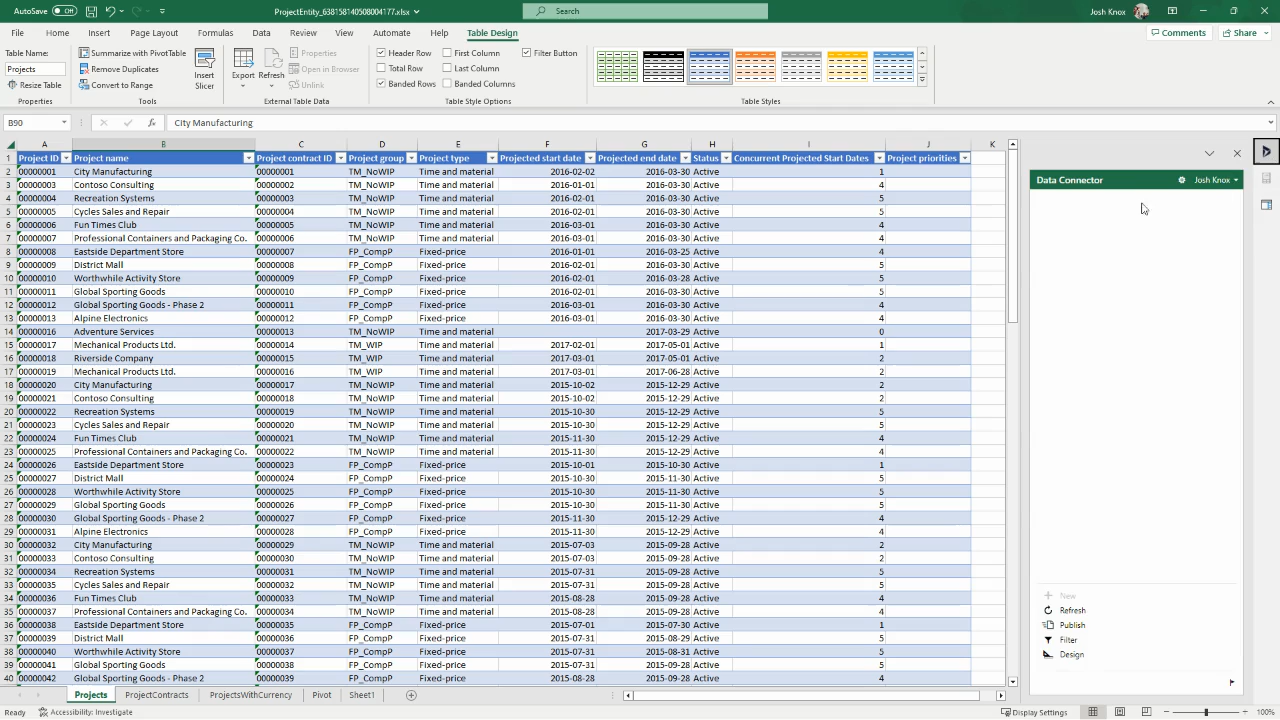 AutoSave Off ProjectEntity_638158140508004177.xlsx Search Josh Knox
File Home Insert Page Layout Formulas Data Review View Automate Help Table Design Comments Share
Table Name: Summarize with PivotTable Properties Header Row First Column Filter Button
Projects Remove Duplicates Insert Slicer Export Refresh Open in Browser Total Row Last Column
Resize Table Convert to Range Unlink Banded Rows Banded Columns
Properties Tools External Table Data Table Style Options Table Styles
B90 fx City Manufacturing
A B C D E F G H I J K
1 Project ID Project name Project contract ID Project group Project type Projected start date Projected end date Status Concurrent Projected Start Dates Project priorities
2 00000001 City Manufacturing 00000001 TM_NoWIP Time and material 2016-02-02 2016-03-30 Active 1
3 00000003 Contoso Consulting 00000002 TM_NoWIP Time and material 2016-03-01 2016-03-30 Active 4
4 00000004 Recreation Systems 00000003 TM_NoWIP Time and material 2016-02-01 2016-03-30 Active 5
5 00000005 Cycles Sales and Repair 00000004 TM_NoWIP Time and material 2016-02-01 2016-03-30 Active 5
6 00000006 Fun Times Club 00000005 TM_NoWIP Time and material 2016-03-01 2016-03-30 Active 4
7 00000007 Professional Containers and Packaging Co. 00000006 TM_NoWIP Time and material 2016-03-01 2016-03-30 Active 4
8 00000008 Eastside Department Store 00000007 FP_CompP Fixed-price 2016-01-01 2016-03-25 Active 4
9 00000009 District Mall 00000008 FP_CompP Fixed-price 2016-02-01 2016-03-30 Active 5
10 00000010 Worthwhile Activity Store 00000009 FP_CompP Fixed-price 2016-02-01 2016-03-28 Active 5
11 00000011 Global Sporting Goods 00000010 FP_CompP Fixed-price 2016-02-01 2016-03-30 Active 5
12 00000012 Global Sporting Goods - Phase 2 00000011 FP_CompP Fixed-price 2016-03-01 2016-03-30 Active 4
13 00000013 Alpine Electronics 00000012 FP_CompP Fixed-price 2016-03-01 2016-03-30 Active 4
14 00000016 Adventure Services 00000013 TM_NoWIP Time and material 2017-03-29 Active 0
15 00000017 Mechanical Products Ltd. 00000014 TM_WIP Time and material 2017-02-01 2017-05-01 Active 1
16 00000018 Riverside Company 00000015 TM_WIP Time and material 2017-03-01 2017-05-01 Active 2
17 00000019 Mechanical Products Ltd. 00000016 TM_WIP Time and material 2017-03-01 2017-06-28 Active 2
18 00000020 City Manufacturing 00000017 TM_NoWIP Time and material 2015-10-02 2015-12-29 Active 2
19 00000021 Contoso Consulting 00000018 TM_NoWIP Time and material 2015-10-02 2015-12-29 Active 2
20 00000022 Recreation Systems 00000019 TM_NoWIP Time and material 2015-10-30 2015-12-29 Active 5
21 00000023 Cycles Sales and Repair 00000020 TM_NoWIP Time and material 2015-10-30 2015-12-29 Active 5
22 00000024 Fun Times Club 00000021 TM_NoWIP Time and material 2015-11-30 2015-12-29 Active 4
23 00000025 Professional Containers and Packaging Co. 00000022 TM_NoWIP Time and material 2015-11-30 2015-12-29 Active 4
24 00000026 Eastside Department Store 00000023 FP_CompP Fixed-price 2015-10-01 2015-10-30 Active 1
25 00000027 District Mall 00000024 FP_CompP Fixed-price 2015-10-30 2015-11-30 Active 5
26 00000028 Worthwhile Activity Store 00000025 FP_CompP Fixed-price 2015-10-30 2015-11-30 Active 5
27 00000029 Global Sporting Goods 00000026 FP_CompP Fixed-price 2015-10-30 2015-11-30 Active 5
28 00000030 Global Sporting Goods - Phase 2 00000027 FP_CompP Fixed-price 2015-11-30 2015-12-29 Active 4
29 00000031 Alpine Electronics 00000028 FP_CompP Fixed-price 2015-11-30 2015-12-29 Active 4
30 00000032 City Manufacturing 00000029 TM_NoWIP Time and material 2015-07-03 2015-09-28 Active 2
31 00000033 Contoso Consulting 00000030 TM_NoWIP Time and material 2015-07-03 2015-09-28 Active 2
32 00000034 Recreation Systems 00000031 TM_NoWIP Time and material 2015-07-31 2015-09-28 Active 5
33 00000035 Cycles Sales and Repair 00000032 TM_NoWIP Time and material 2015-07-31 2015-09-28 Active 5
34 00000036 Fun Times Club 00000033 TM_NoWIP Time and material 2015-08-28 2015-09-28 Active 4
35 00000037 Professional Containers and Packaging Co. 00000034 TM_NoWIP Time and material 2015-08-28 2015-09-28 Active 4
36 00000038 Eastside Department Store 00000035 FP_CompP Fixed-price 2015-07-01 2015-07-30 Active 1
37 00000039 District Mall 00000036 FP_CompP Fixed-price 2015-07-31 2015-08-29 Active 5
38 00000040 Worthwhile Activity Store 00000037 FP_CompP Fixed-price 2015-07-31 2015-08-31 Active 5
39 00000041 Global Sporting Goods 00000038 FP_CompP Fixed-price 2015-07-31 2015-09-28 Active 5
40 00000042 Global Sporting Goods - Phase 2 00000039 FP_CompP Fixed-price 2015-08-28 2015-09-28 Active 4
Data Connector Josh Knox
New
Refresh
Publish
Filter
Design
Projects ProjectContracts ProjectsWithCurrency Pivot Sheet1
Ready Accessibility: Investigate Display Settings 100%